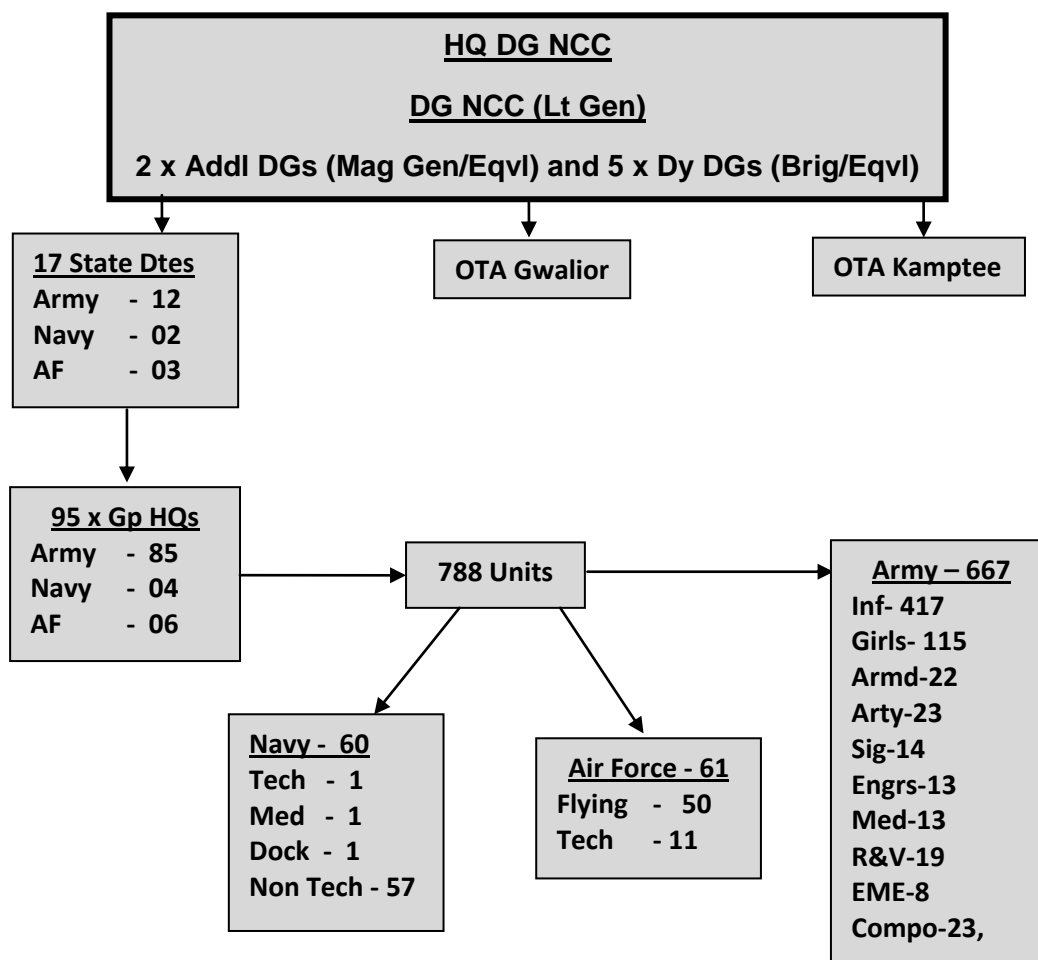 HQ DG NCC
DG NCC (Lt Gen)
2 x Addl DGs (Mag Gen/Eqvl) and 5 x Dy DGs (Brig/Eqvl)
17 State Dtes
Army - 12
Navy - 02
AF - 03
OTA Gwalior
OTA Kamptee
95 x Gp HQs
Army - 85
Navy - 04
AF - 06
788 Units
Army – 667
Inf- 417
Girls- 115
Armd-22
Arty-23
Sig-14
Engrs-13
Med-13
R&V-19
EME-8
Compo-23,
Navy - 60
Tech - 1
Med - 1
Dock - 1
Non Tech - 57
Air Force - 61
Flying - 50
Tech - 11